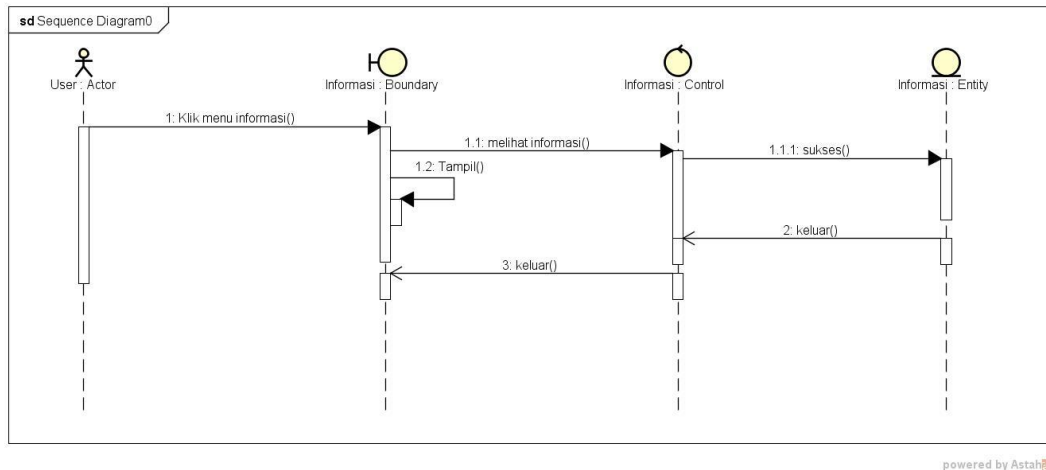 sd Sequence Diagram0
User : Actor
Informasi : Boundary
Informasi : Control
Informasi : Entity
1: Klik menu informasi()
1.1: melihat informasi()
1.1.1: sukses()
1.2: Tampil()
2: keluar()
3: keluar()
powered by Astah